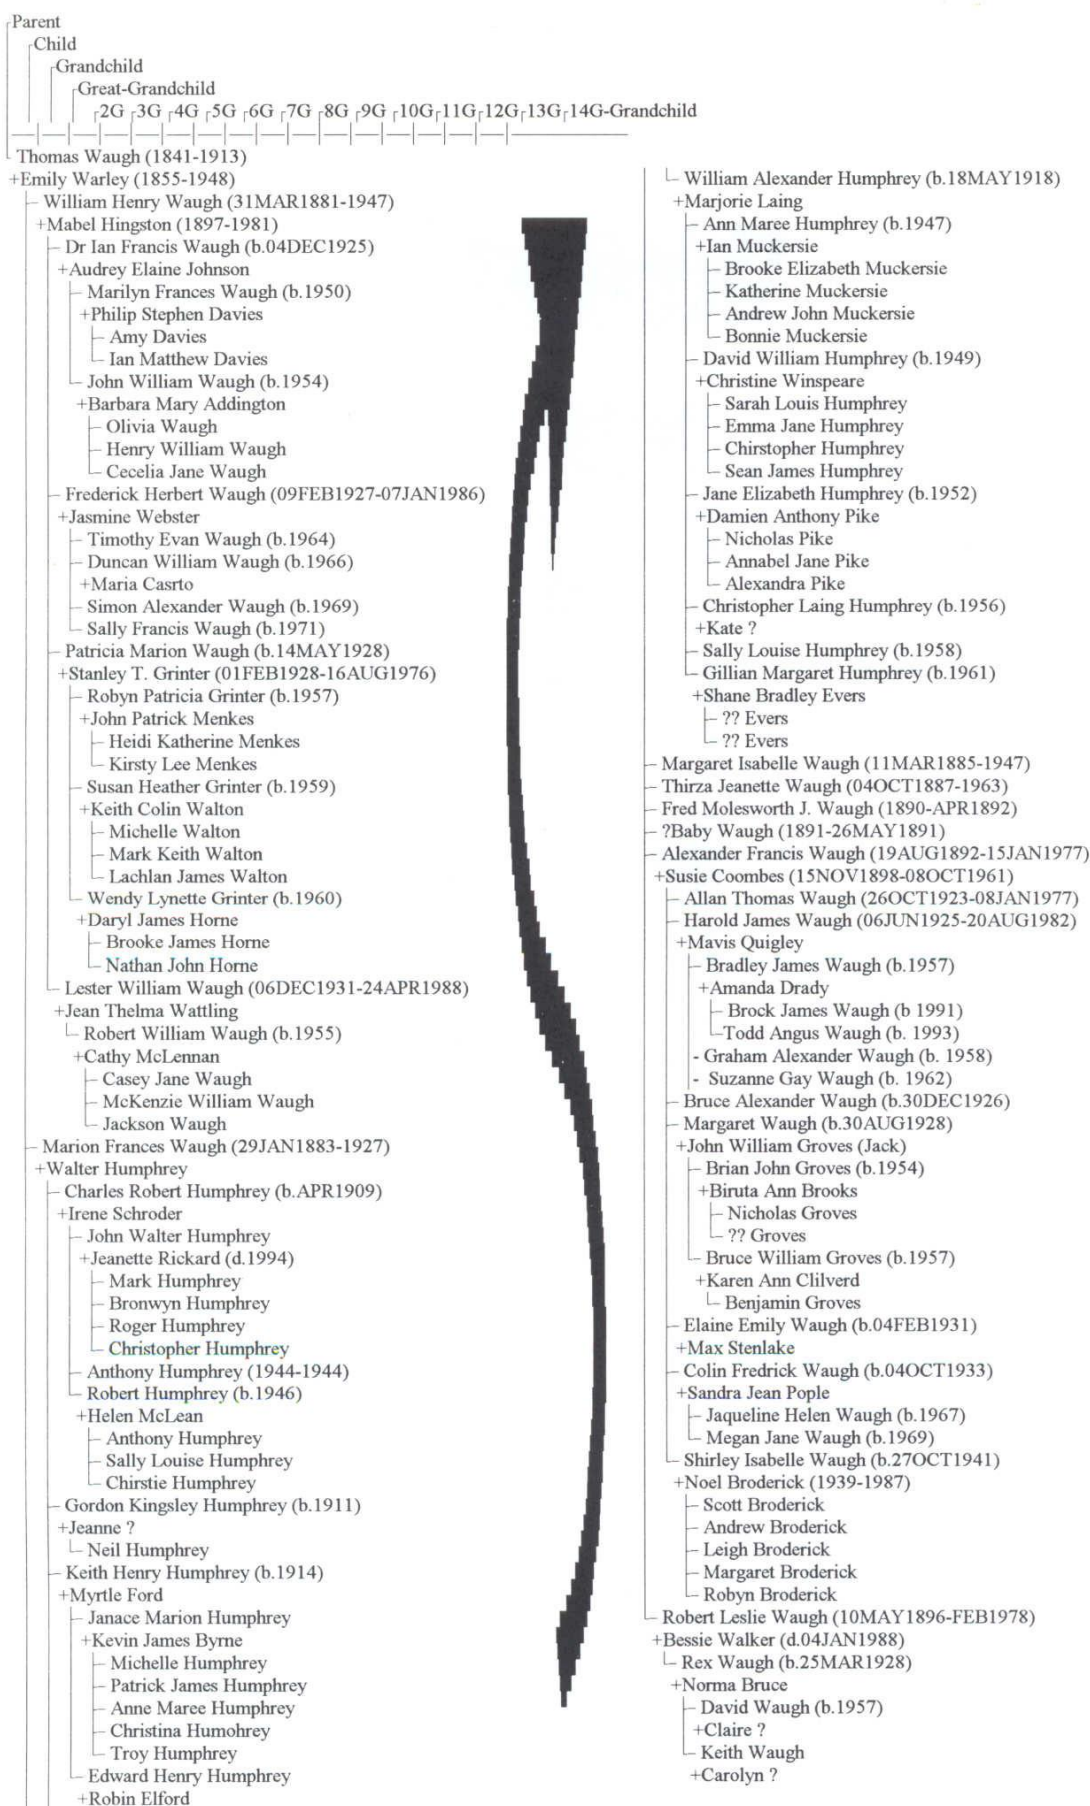 Parent
Child
Grandchild
Great-Grandchild
2G 3G 4G 5G 6G 7G 8G 9G 10G 11G 12G 13G 14G-Grandchild
Thomas Waugh (1841-1913)
+Emily Warley (1855-1948)
William Henry Waugh (31MAR1881-1947)
+Mabel Hingston (1897-1981)
Dr Ian Francis Waugh (b.04DEC1925)
+Audrey Elaine Johnson
Marilyn Frances Waugh (b.1950)
+Philip Stephen Davies
Amy Davies
Ian Matthew Davies
John William Waugh (b.1954)
+Barbara Mary Addington
Olivia Waugh
Henry William Waugh
Cecelia Jane Waugh
Frederick Herbert Waugh (09FEB1927-07JAN1986)
+Jasmine Webster
Timothy Evan Waugh (b.1964)
Duncan William Waugh (b.1966)
+Maria Casrto
Simon Alexander Waugh (b.1969)
Sally Francis Waugh (b.1971)
Patricia Marion Waugh (b.14MAY1928)
+Stanley T. Grinter (01FEB1928-16AUG1976)
Robyn Patricia Grinter (b.1957)
+John Patrick Menkes
Heidi Katherine Menkes
Kirsty Lee Menkes
Susan Heather Grinter (b.1959)
+Keith Colin Walton
Michelle Walton
Mark Keith Walton
Lachlan James Walton
Wendy Lynette Grinter (b.1960)
+Daryl James Horne
Brooke James Horne
Nathan John Horne
Lester William Waugh (06DEC1931-24APR1988)
+Jean Thelma Wattling
Robert William Waugh (b.1955)
+Cathy McLennan
Casey Jane Waugh
McKenzie William Waugh
Jackson Waugh
Marion Frances Waugh (29JAN1883-1927)
+Walter Humphrey
Charles Robert Humphrey (b.APR1909)
+Irene Schroder
John Walter Humphrey
+Jeanette Rickard (d.1994)
Mark Humphrey
Bronwyn Humphrey
Roger Humphrey
Christopher Humphrey
Anthony Humphrey (1944-1944)
Robert Humphrey (b.1946)
+Helen McLean
Anthony Humphrey
Sally Louise Humphrey
Chirstie Humphrey
Gordon Kingsley Humphrey (b.1911)
+Jeanne ?
Neil Humphrey
Keith Henry Humphrey (b.1914)
+Myrtle Ford
Janace Marion Humphrey
+Kevin James Byrne
Michelle Humphrey
Patrick James Humphrey
Anne Maree Humphrey
Christina Humohrey
Troy Humphrey
Edward Henry Humphrey
+Robin Elford
William Alexander Humphrey (b.18MAY1918)
+Marjorie Laing
Ann Maree Humphrey (b.1947)
+Ian Muckersie
Brooke Elizabeth Muckersie
Katherine Muckersie
Andrew John Muckersie
Bonnie Muckersie
David William Humphrey (b.1949)
+Christine Winspeare
Sarah Louis Humphrey
Emma Jane Humphrey
Chirstopher Humphrey
Sean James Humphrey
Jane Elizabeth Humphrey (b.1952)
+Damien Anthony Pike
Nicholas Pike
Annabel Jane Pike
Alexandra Pike
Christopher Laing Humphrey (b.1956)
+Kate ?
Sally Louise Humphrey (b.1958)
Gillian Margaret Humphrey (b.1961)
+Shane Bradley Evers
?? Evers
?? Evers
Margaret Isabelle Waugh (11MAR1885-1947)
Thirza Jeanette Waugh (04OCT1887-1963)
Fred Molesworth J. Waugh (1890-APR1892)
?Baby Waugh (1891-26MAY1891)
Alexander Francis Waugh (19AUG1892-15JAN1977)
+Susie Coombes (15NOV1898-08OCT1961)
Allan Thomas Waugh (26OCT1923-08JAN1977)
Harold James Waugh (06JUN1925-20AUG1982)
+Mavis Quigley
Bradley James Waugh (b.1957)
+Amanda Drady
Brock James Waugh (b 1991)
Todd Angus Waugh (b. 1993)
- Graham Alexander Waugh (b. 1958)
- Suzanne Gay Waugh (b. 1962)
Bruce Alexander Waugh (b.30DEC1926)
Margaret Waugh (b.30AUG1928)
+John William Groves (Jack)
Brian John Groves (b.1954)
+Biruta Ann Brooks
Nicholas Groves
?? Groves
Bruce William Groves (b.1957)
+Karen Ann Clilverd
Benjamin Groves
Elaine Emily Waugh (b.04FEB1931)
+Max Stenlake
Colin Fredrick Waugh (b.04OCT1933)
+Sandra Jean Pople
Jaqueline Helen Waugh (b.1967)
Megan Jane Waugh (b.1969)
Shirley Isabelle Waugh (b.27OCT1941)
+Noel Broderick (1939-1987)
Scott Broderick
Andrew Broderick
Leigh Broderick
Margaret Broderick
Robyn Broderick
Robert Leslie Waugh (10MAY1896-FEB1978)
+Bessie Walker (d.04JAN1988)
Rex Waugh (b.25MAR1928)
+Norma Bruce
David Waugh (b.1957)
+Claire ?
Keith Waugh
+Carolyn ?